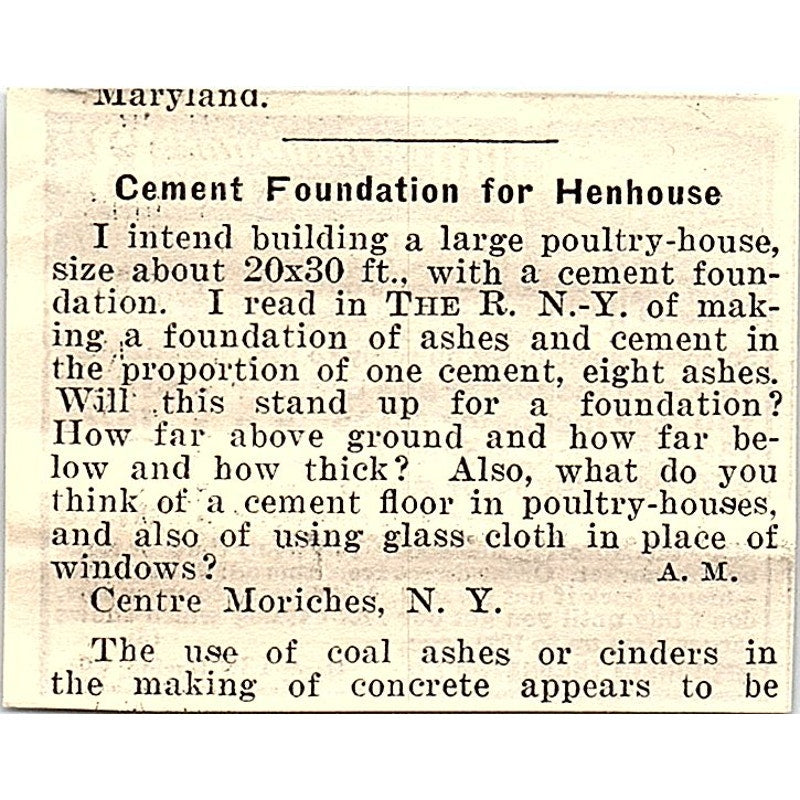 Maryland.
Cement Foundation for Henhouse
I intend building a large poultry-house,
size about 20x30 ft., with a cement foun-
dation. I read in THE R. N.-Y. of mak-
ing a foundation of ashes and cement in
the proportion of one cement, eight ashes.
Will this stand up for a foundation?
How far above ground and how far be-
low and how thick? Also, what do you
think of a cement floor in poultry-houses,
and also of using glass cloth in place of
windows? A. M.
Centre Moriches, N. Y.
The use of coal ashes or cinders in
the making of concrete appears to be